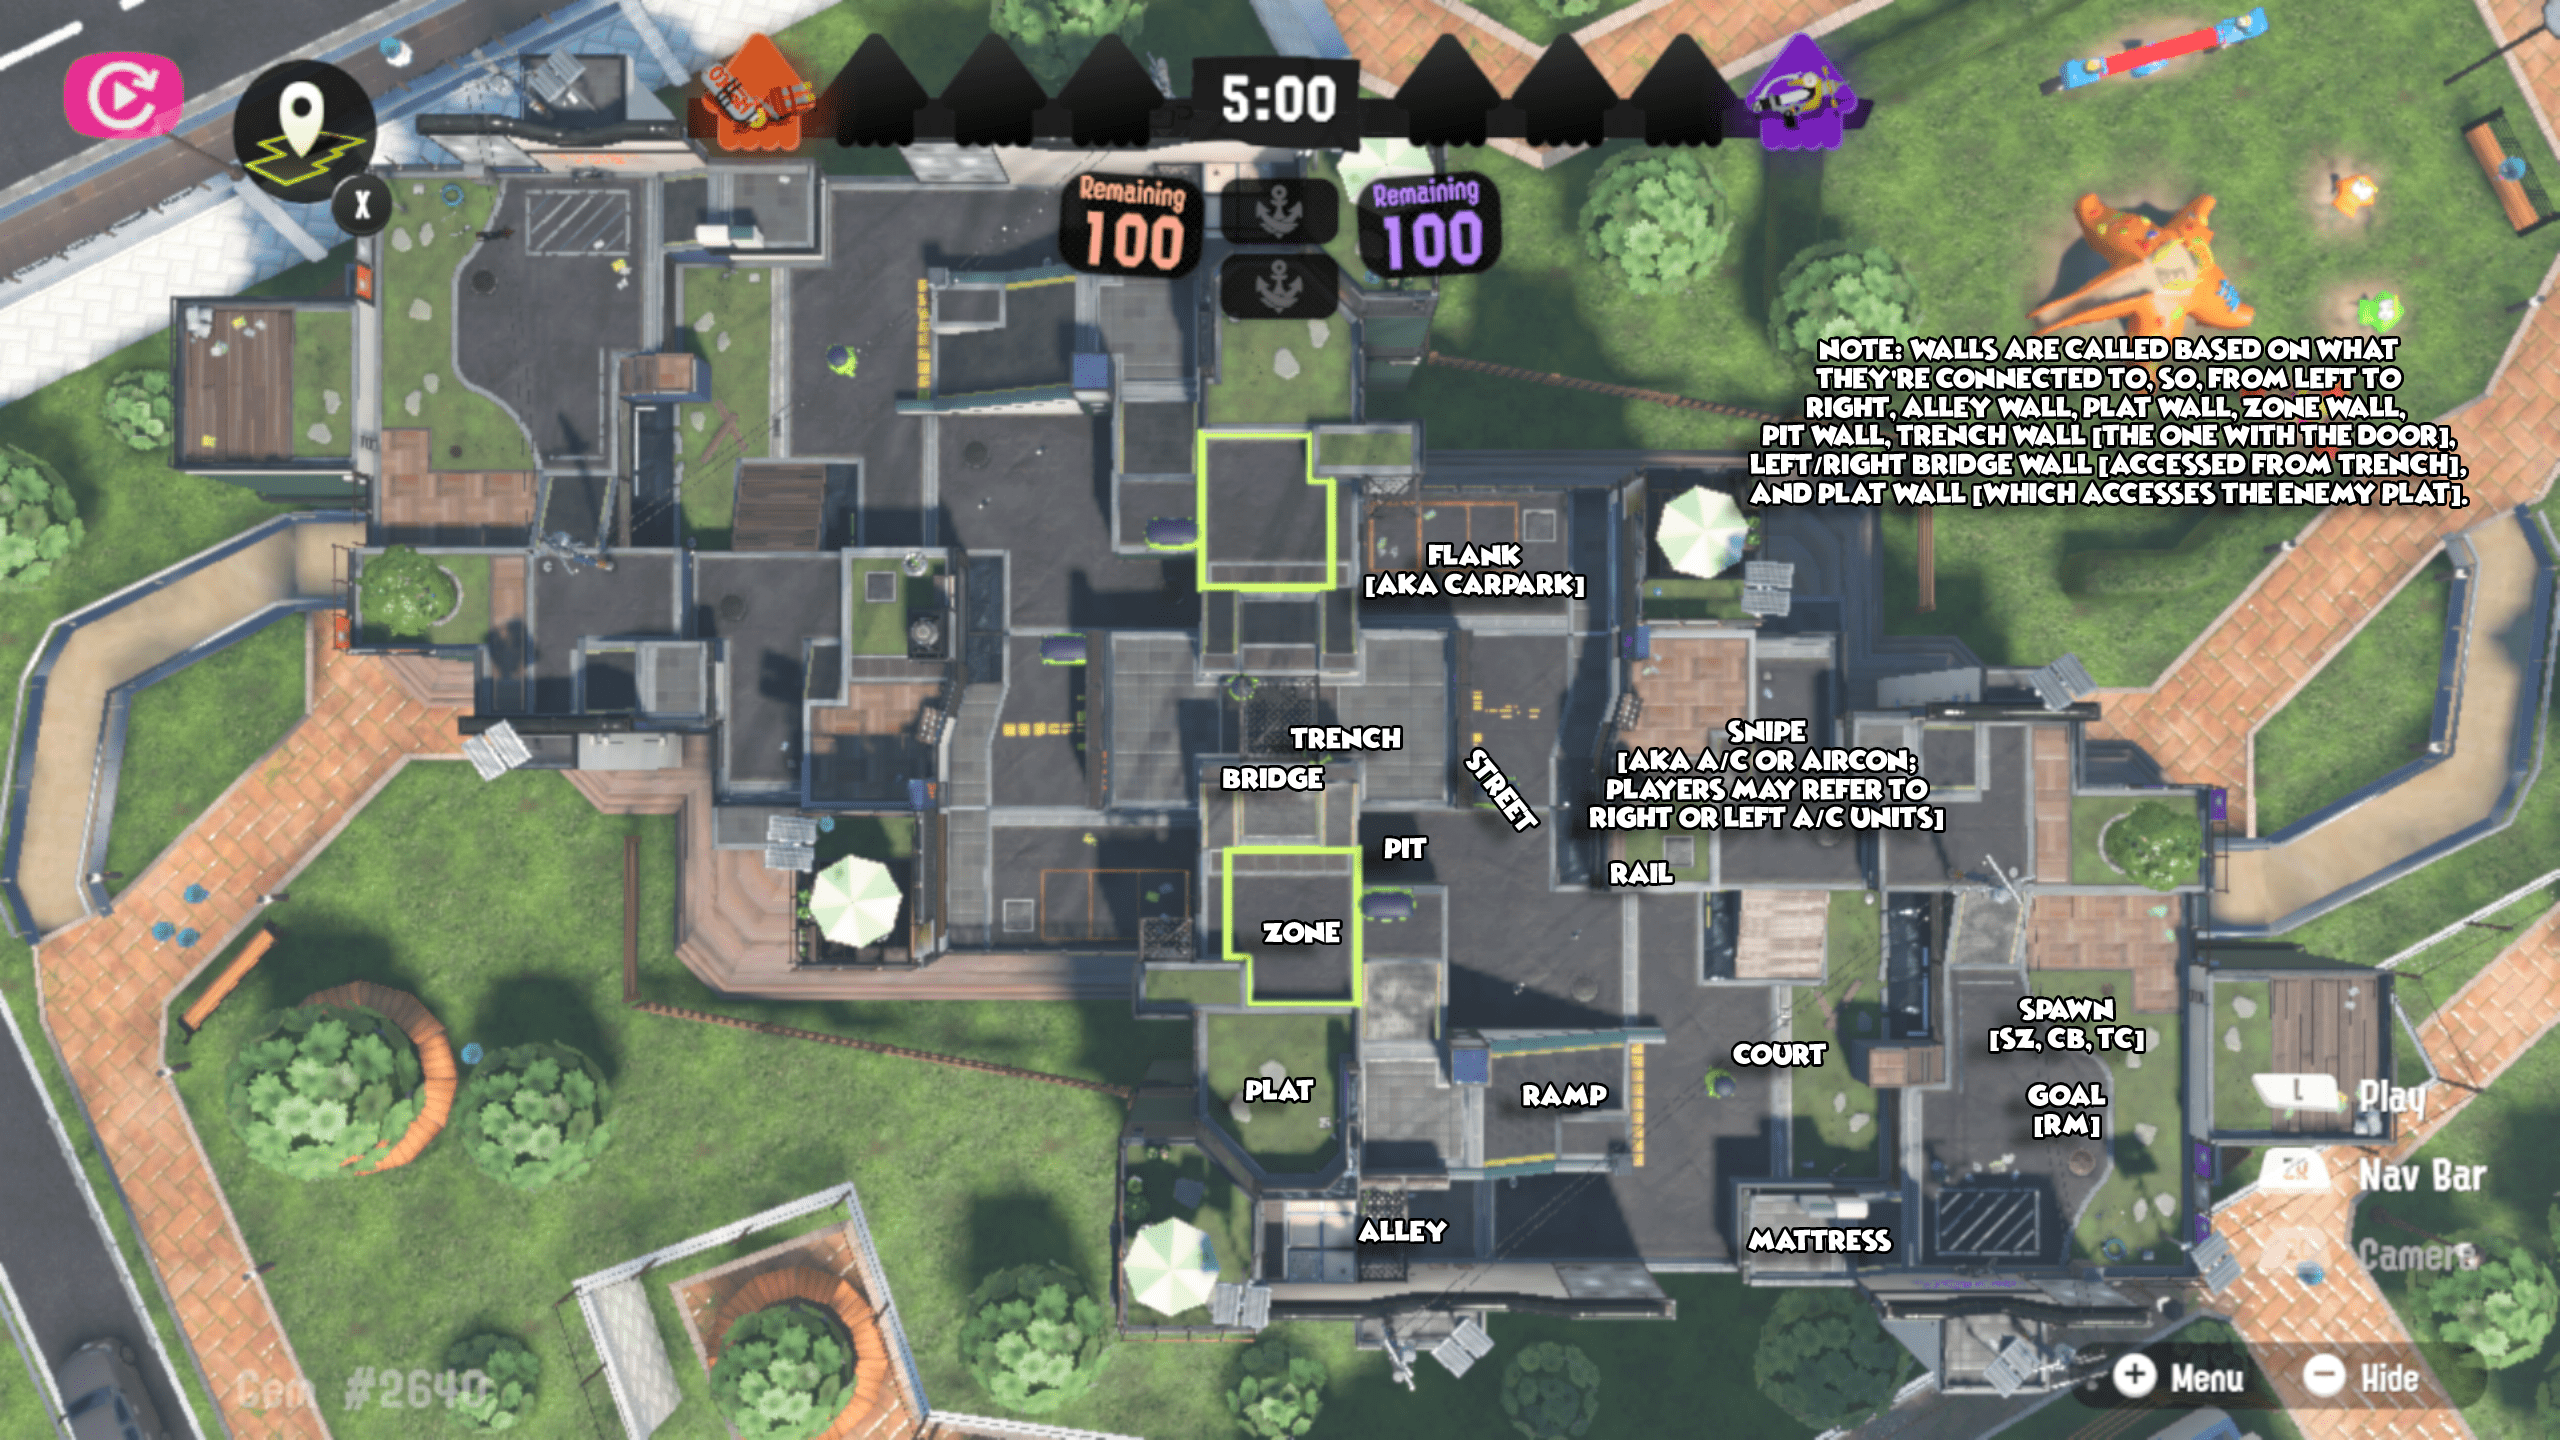 5:00
X
Remaining
100
Remaining
100
NOTE: WALLS ARE CALLED BASED ON WHAT
THEY'RE CONNECTED TO, SO, FROM LEFT TO
RIGHT, ALLEY WALL, PLAT WALL, ZONE WALL,
PIT WALL, TRENCH WALL [THE ONE WITH THE DOOR],
LEFT/RIGHT BRIDGE WALL [ACCESSED FROM TRENCH],
AND PLAT WALL [WHICH ACCESSES THE ENEMY PLAT].
FLANK
[AKA CARPARK]
TRENCH
BRIDGE
STREET
SNIPE
[AKA A/C OR AIRCON;
PLAYERS MAY REFER TO
RIGHT OR LEFT A/C UNITS]
PIT
RAIL
ZONE
SPAWN
[SZ, CB, TC]
COURT
PLAT
RAMP
GOAL
[RM]
L
Play
ALLEY
MATTRESS
ZR
Nav Bar
Camera
#2640
Menu
Hide